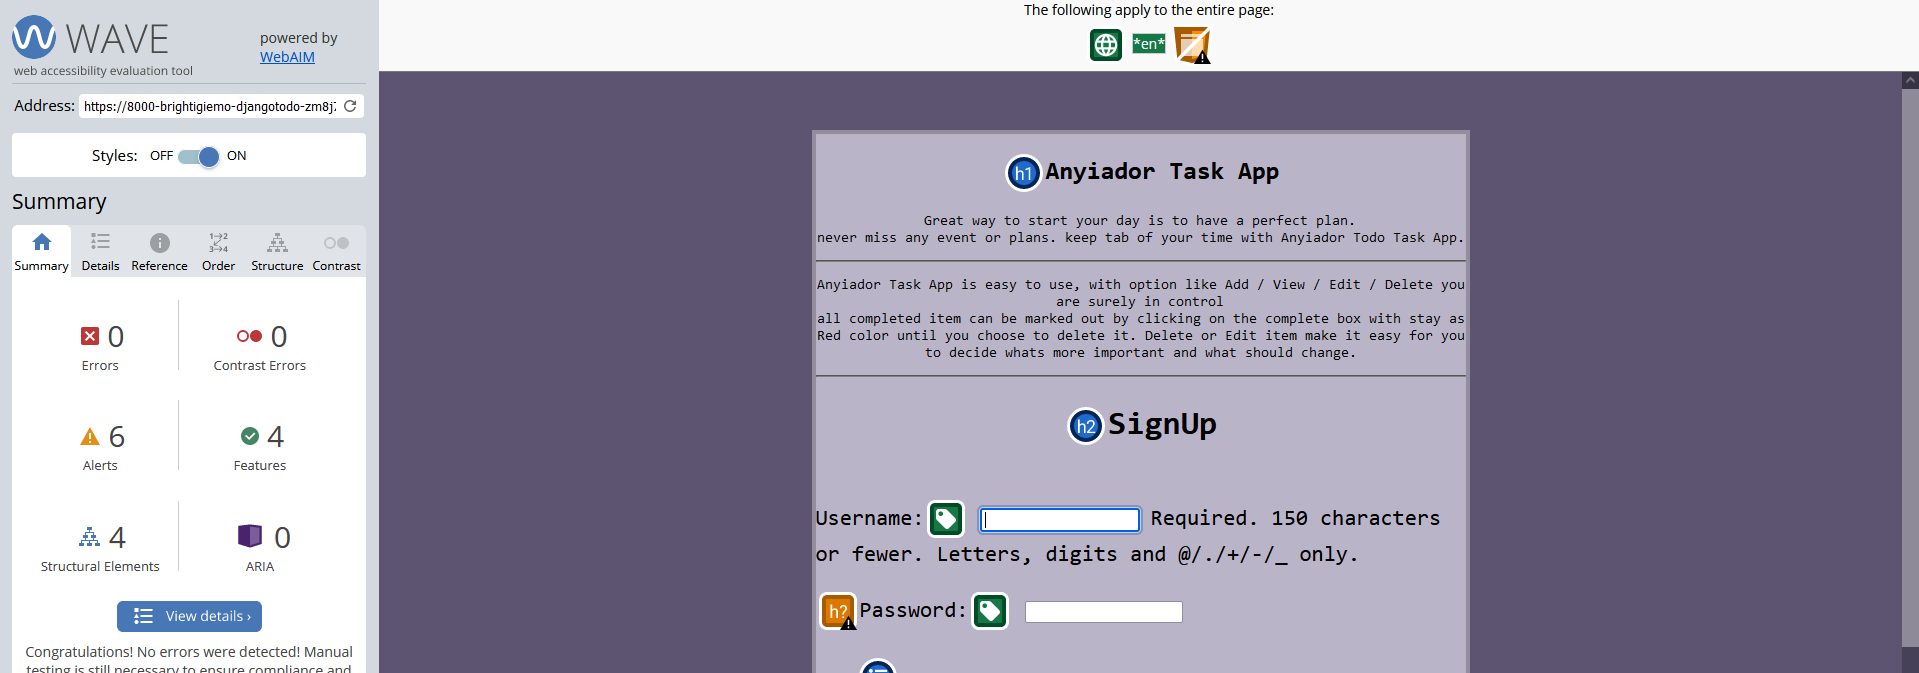 WAVE
web accessibility evaluation tool
powered by
WebAIM
Address: https://8000-brightigiemo-djangotodo-zm8j
Styles: OFF ON
Summary
Summary Details Reference Order Structure Contrast
0 Errors
0 Contrast Errors
6 Alerts
4 Features
4 Structural Elements
0 ARIA
View details ›
Congratulations! No errors were detected! Manual
testing is still necessary to ensure compliance and
The following apply to the entire page:
*en*
h1 Anyiador Task App
Great way to start your day is to have a perfect plan.
never miss any event or plans. keep tab of your time with Anyiador Todo Task App.
Anyiador Task App is easy to use, with option like Add / View / Edit / Delete you
are surely in control
all completed item can be marked out by clicking on the complete box with stay as
Red color until you choose to delete it. Delete or Edit item make it easy for you
to decide whats more important and what should change.
h2 SignUp
Username: Required. 150 characters
or fewer. Letters, digits and @/./+/-/_ only.
h? Password: